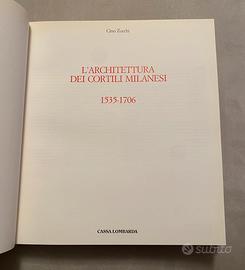 Cino Zucchi
L'ARCHITETTURA
DEI CORTILI MILANESI
1535-1706
CASSA LOMBARDA
subito